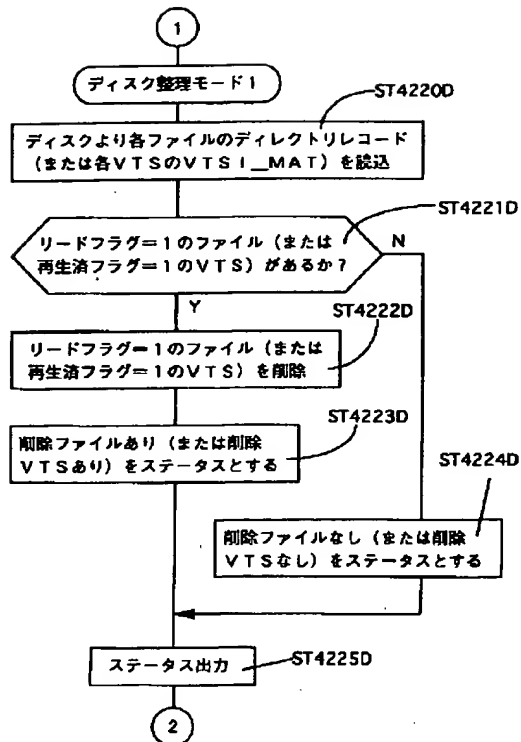 1
ディスク整理モード1
ST4220D
ディスクより各ファイルのディレクトリレコード
(または各VTSのVTSI__MAT)を読込
ST4221D
リードフラグ=1のファイル(または
再生済フラグ=1のVTS)があるか?
N
Y
ST4222D
リードフラグ=1のファイル(または
再生済フラグ=1のVTS)を削除
ST4223D
削除ファイルあり(または削除
VTSあり)をステータスとする
ST4224D
削除ファイルなし(または削除
VTSなし)をステータスとする
ステータス出力
ST4225D
2